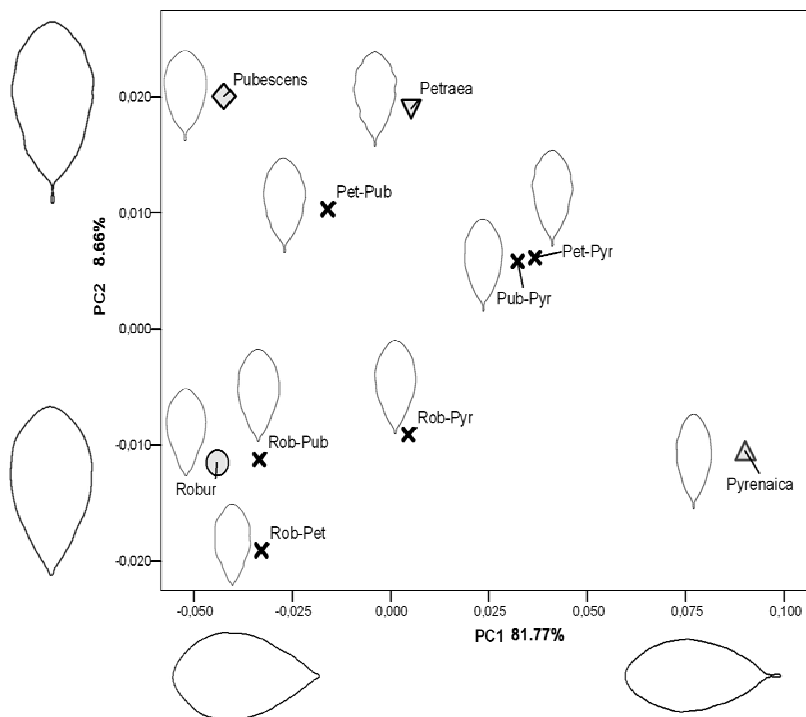 Pubescens
Petraea
0,020
Pet-Pub
0,010
Pet-Pyr
Pub-Pyr
PC2 8.66%
0,000
Rob-Pyr
-0,010
Rob-Pub
Robur
Pyrenaica
Rob-Pet
-0,020
-0,050 -0,025 0,000 0,025 0,050 0,075 0,100
PC1 81.77%